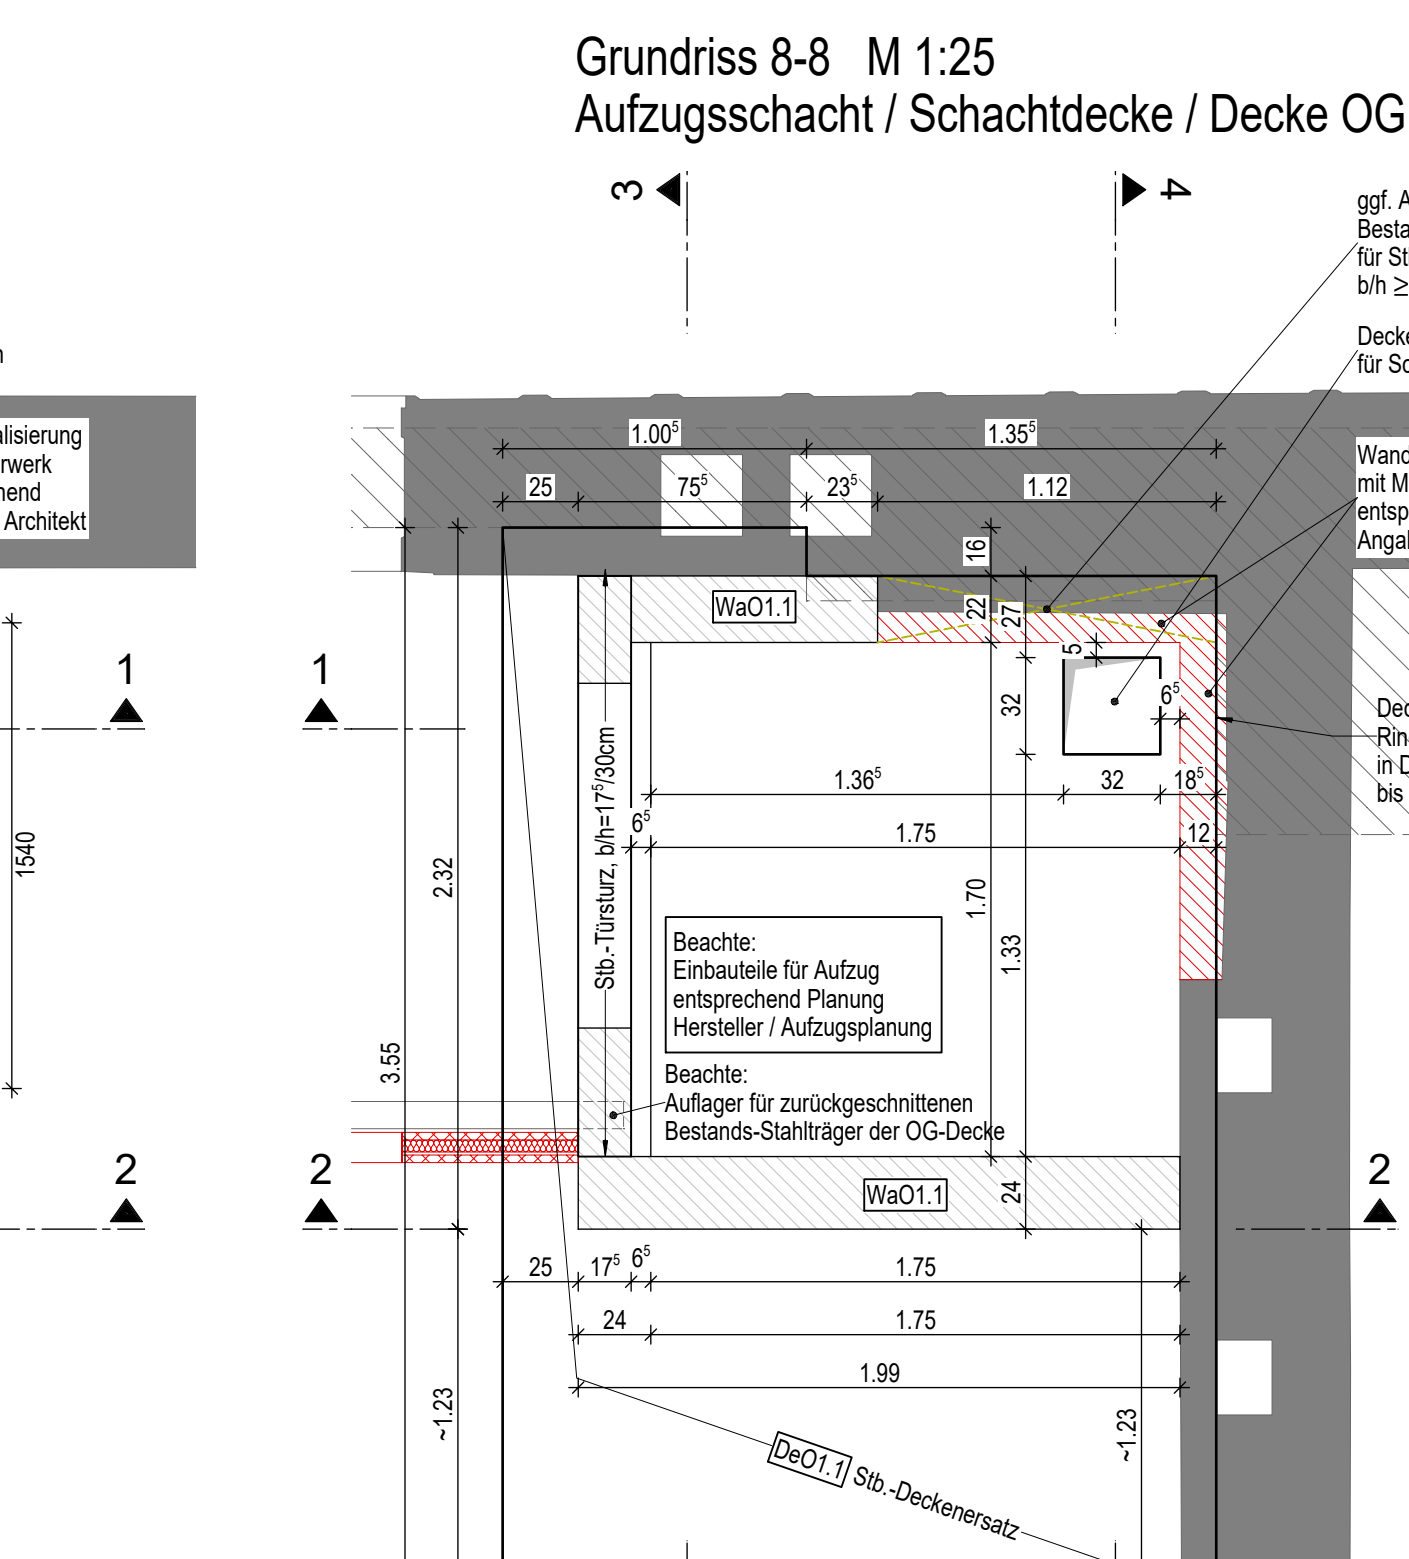 Grundriss 8-8 M 1:25
Aufzugsschacht / Schachtdecke / Decke OG
3
4
ggf. A
Besta
für St
b/h ≥
Decke
für Sc
n
alisierung
rwerk
nend
Architekt
1.00⁵
1.35⁵
Wand
mit M
entsp
Angal
25
75⁵
23⁵
1.12
16
22
27
WaO1.1
5
1
1
32
6⁵
Dec
Rin
in D
bis
Stb.-Türsturz, b/h=17⁵/30cm
1.36⁵
32
18⁵
6⁵
1.75
12
1540
2.32
1.70
1.33
Beachte:
Einbauteile für Aufzug
entsprechend Planung
Hersteller / Aufzugsplanung
3.55
Beachte:
Auflager für zurückgeschnittenen
Bestands-Stahlträger der OG-Decke
2
2
WaO1.1
24
2
25
17⁵
6⁵
1.75
24
1.75
1.99
~1.23
~1.23
DeO1.1 Stb.-Deckenersatz